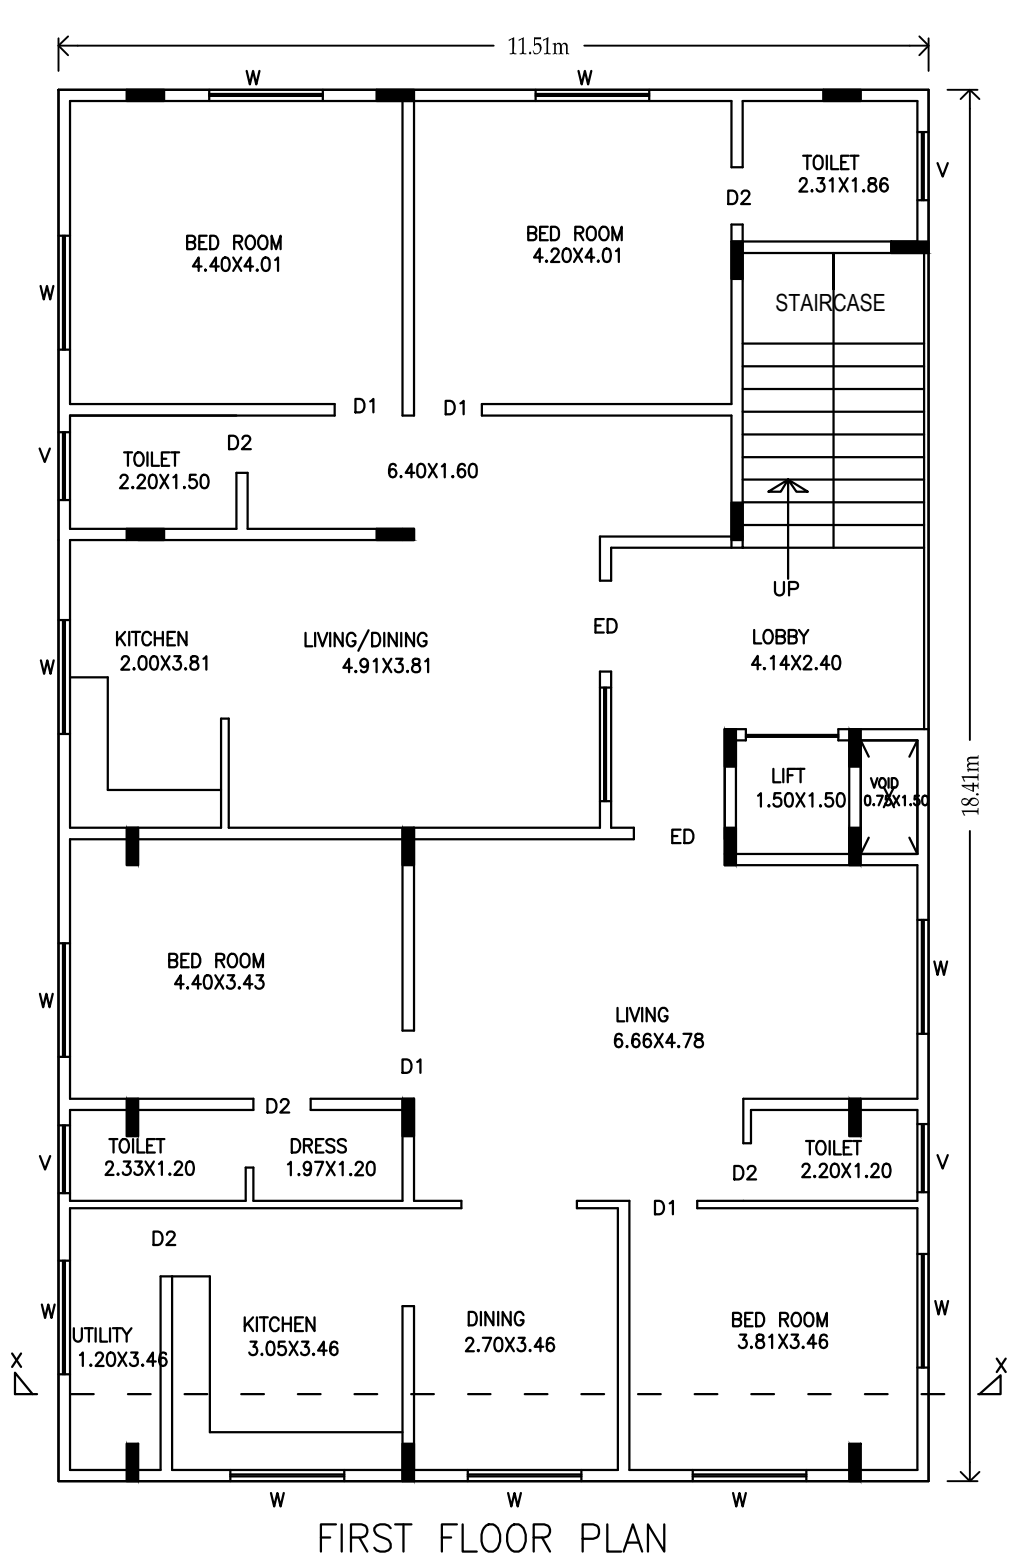 11.51m
W W
TOILET
2.31X1.86
V
D2
BED ROOM
4.40X4.01
BED ROOM
4.20X4.01
W
STAIRCASE
D1 D1
D2
V
TOILET
2.20X1.50
6.40X1.60
UP
ED
KITCHEN
2.00X3.81
LIVING/DINING
4.91X3.81
LOBBY
4.14X2.40
W
LIFT
1.50X1.50
VOID
0.75X1.50
18.41m
ED
BED ROOM
4.40X3.43
W
W
LIVING
6.66X4.78
D1
D2
V
TOILET
2.33X1.20
DRESS
1.97X1.20
TOILET
2.20X1.20
V
D2
D1
D2
W
UTILITY
1.20X3.46
KITCHEN
3.05X3.46
DINING
2.70X3.46
BED ROOM
3.81X3.46
W
X X
W W W
FIRST FLOOR PLAN